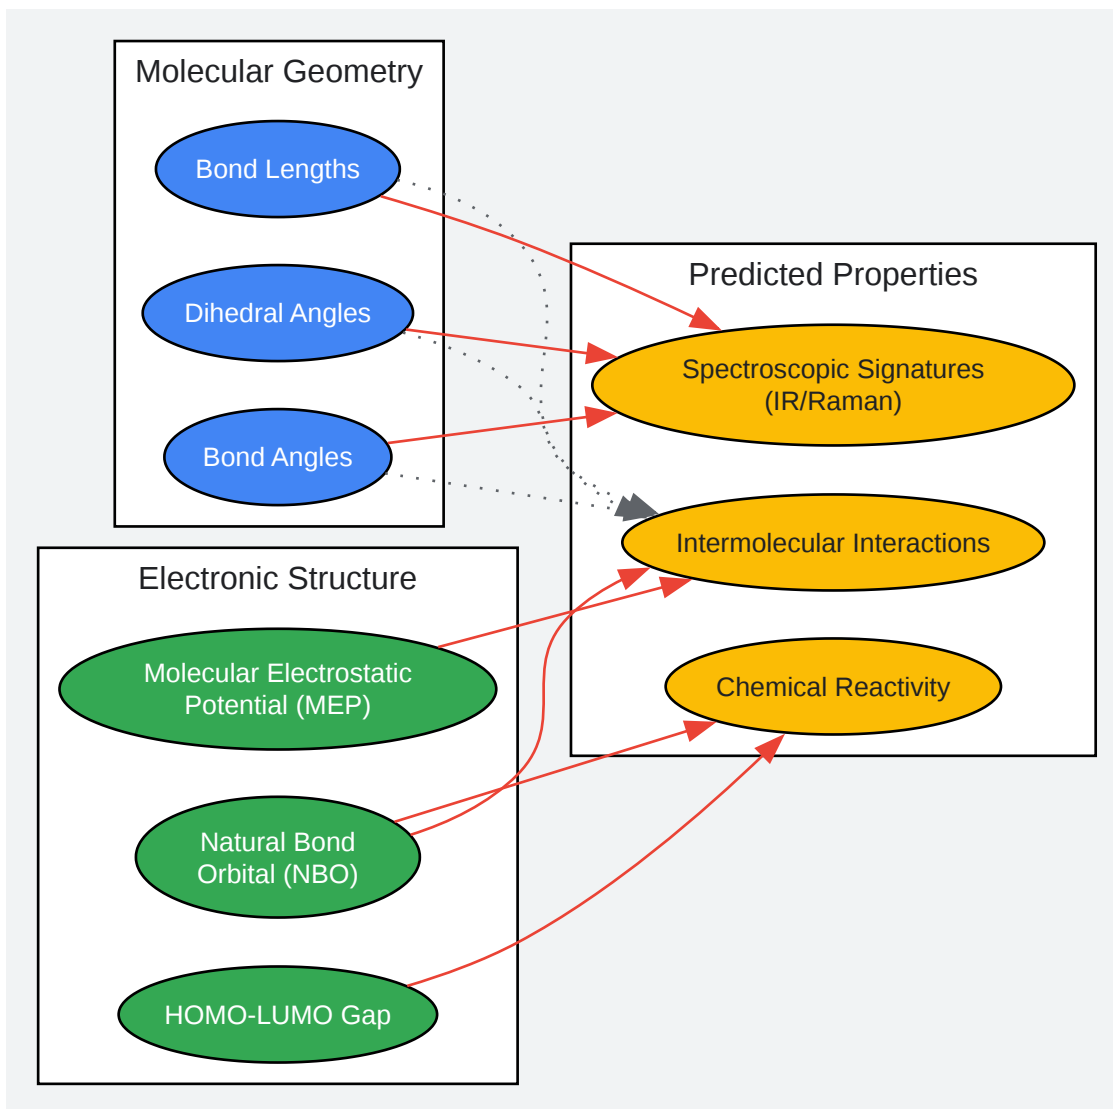 Molecular Geometry
Bond Lengths
Dihedral Angles
Bond Angles
Electronic Structure
Molecular Electrostatic
Potential (MEP)
Natural Bond
Orbital (NBO)
HOMO-LUMO Gap
Predicted Properties
Spectroscopic Signatures
(IR/Raman)
Intermolecular Interactions
Chemical Reactivity